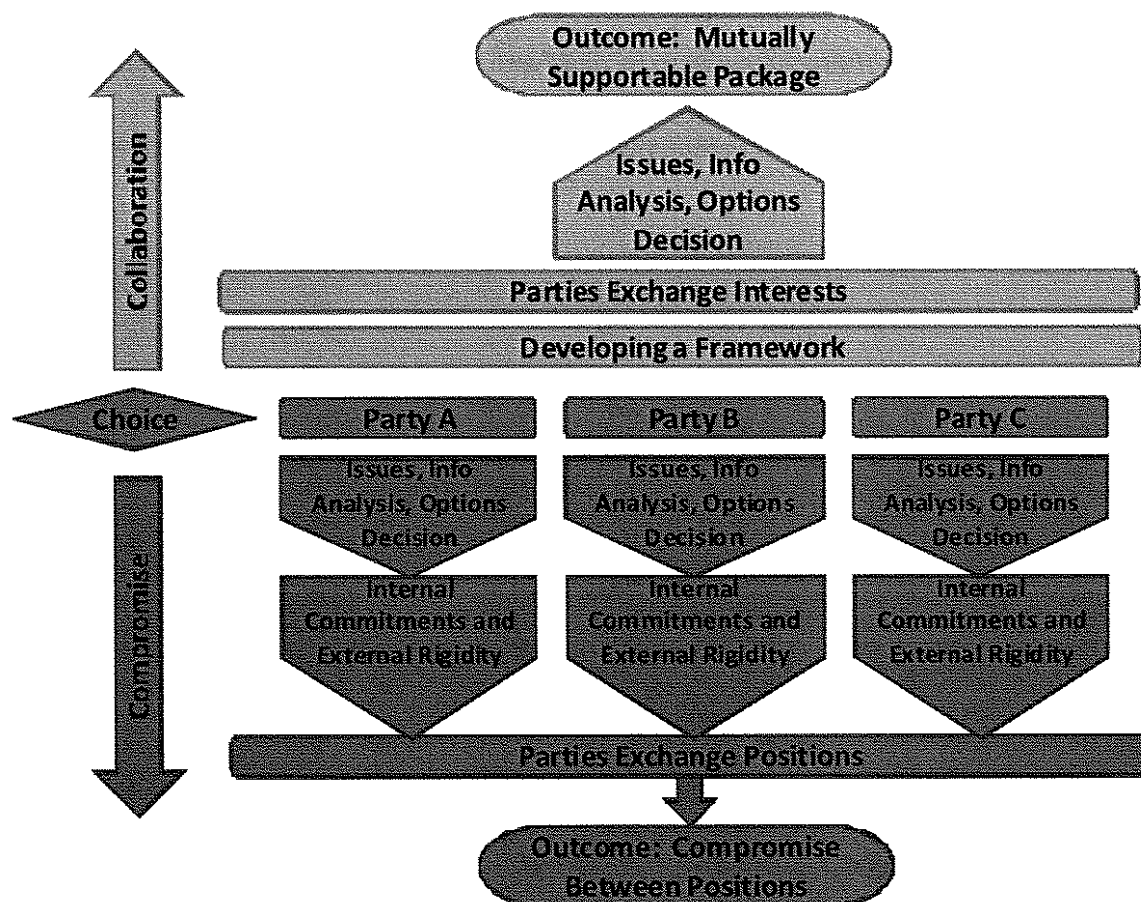 Outcome: Mutually
Supportable Package
Collaboration
Issues, Info
Analysis, Options
Decision
Parties Exchange Interests
Developing a Framework
Choice
Party A
Party B
Party C
Issues, Info
Analysis, Options
Decision
Issues, Info
Analysis, Options
Decision
Issues, Info
Analysis, Options
Decision
Compromise
Internal
Commitments and
External Rigidity
Internal
Commitments and
External Rigidity
Internal
Commitments and
External Rigidity
Parties Exchange Positions
Outcome: Compromise
Between Positions